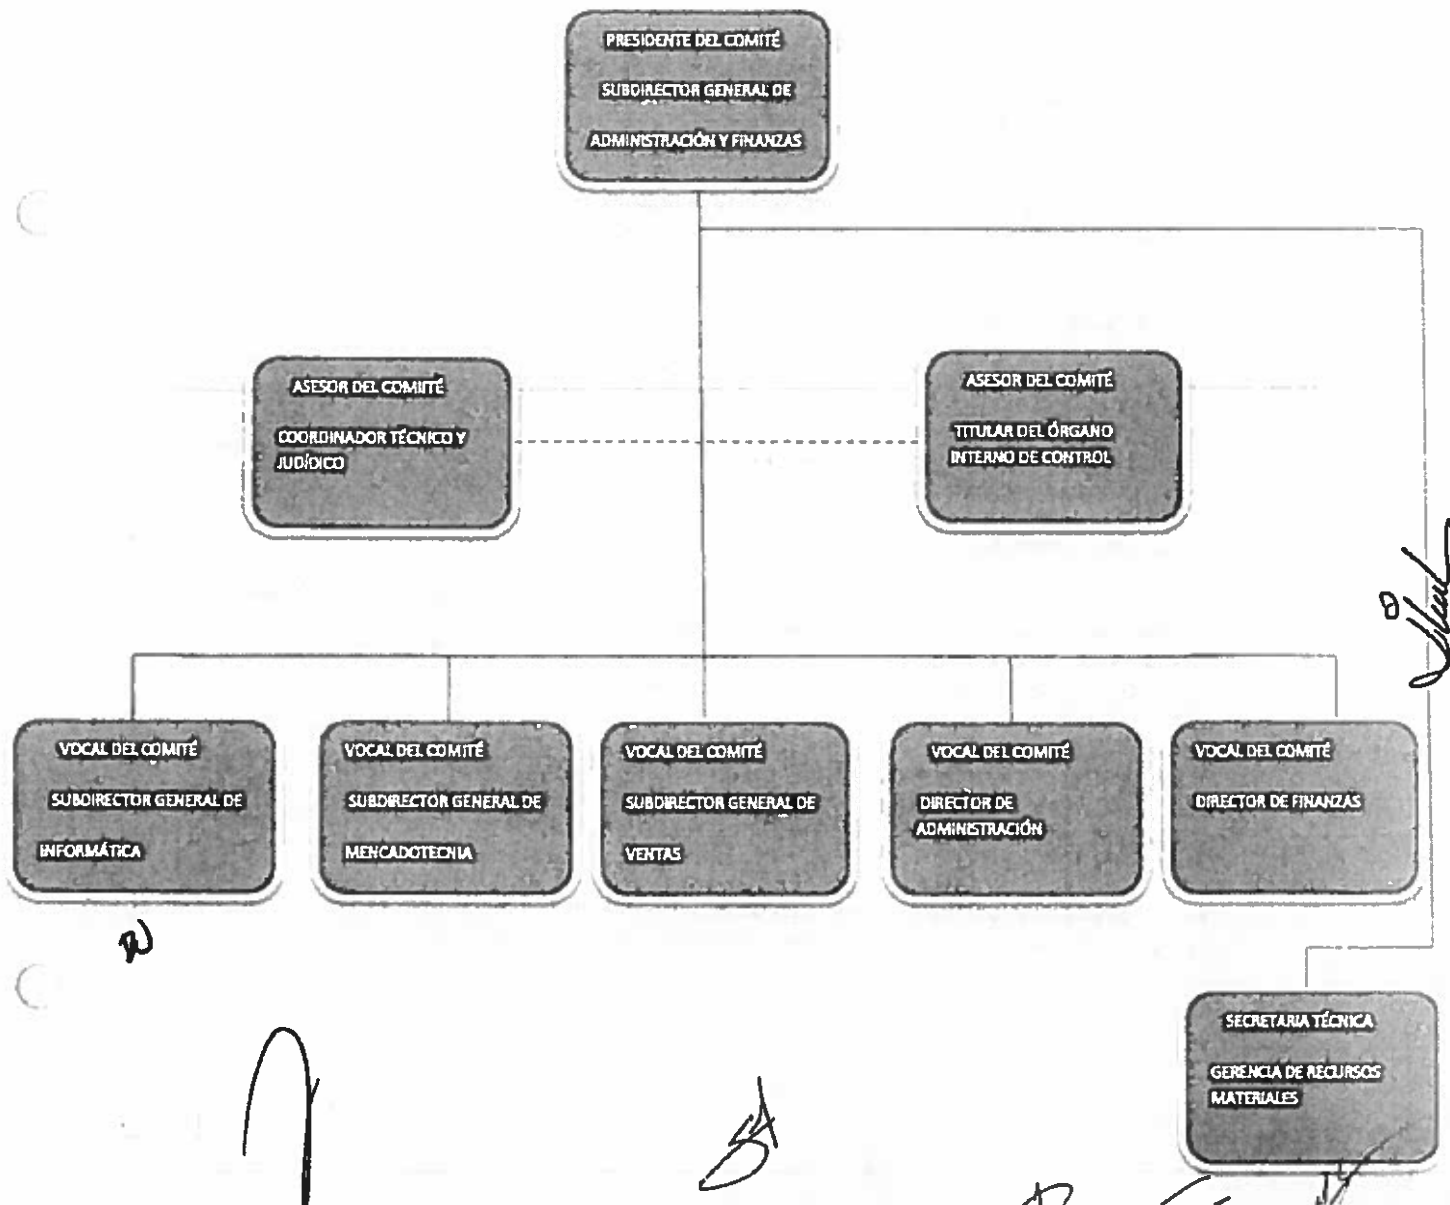 PRESIDENTE DEL COMITÉ
SUBDIRECTOR GENERAL DE
ADMINISTRACIÓN Y FINANZAS
ASESOR DEL COMIITÉ
COORDINADOR TÉCNICO Y
JUDÍDICO
ASESOR DEL COMITÉ
TITULAR DEL ÓRGANO
INTERNO DE CONTROL
VOCAL DEL COMITÉ
SUBDIRECTOR GENERAL DE
INFORMÁTICA
VOCAL DEL COMITÉ
SUBDIRECTOR GENERAL DE
MENCADOTECNIA
VOCAL DEL COMITÉ
SUBDIRECTOR GENERAL DE
VENTAS
VOCAL DEL COMITÉ
DIRECTOR DE
ADMINISTRACIÓN
VOCAL DEL COMITÉ
DIRECTOR DE FINANZAS
SECRETARIA TÉCNICA
GERENCIA DE RECURSOS
MATERIALES